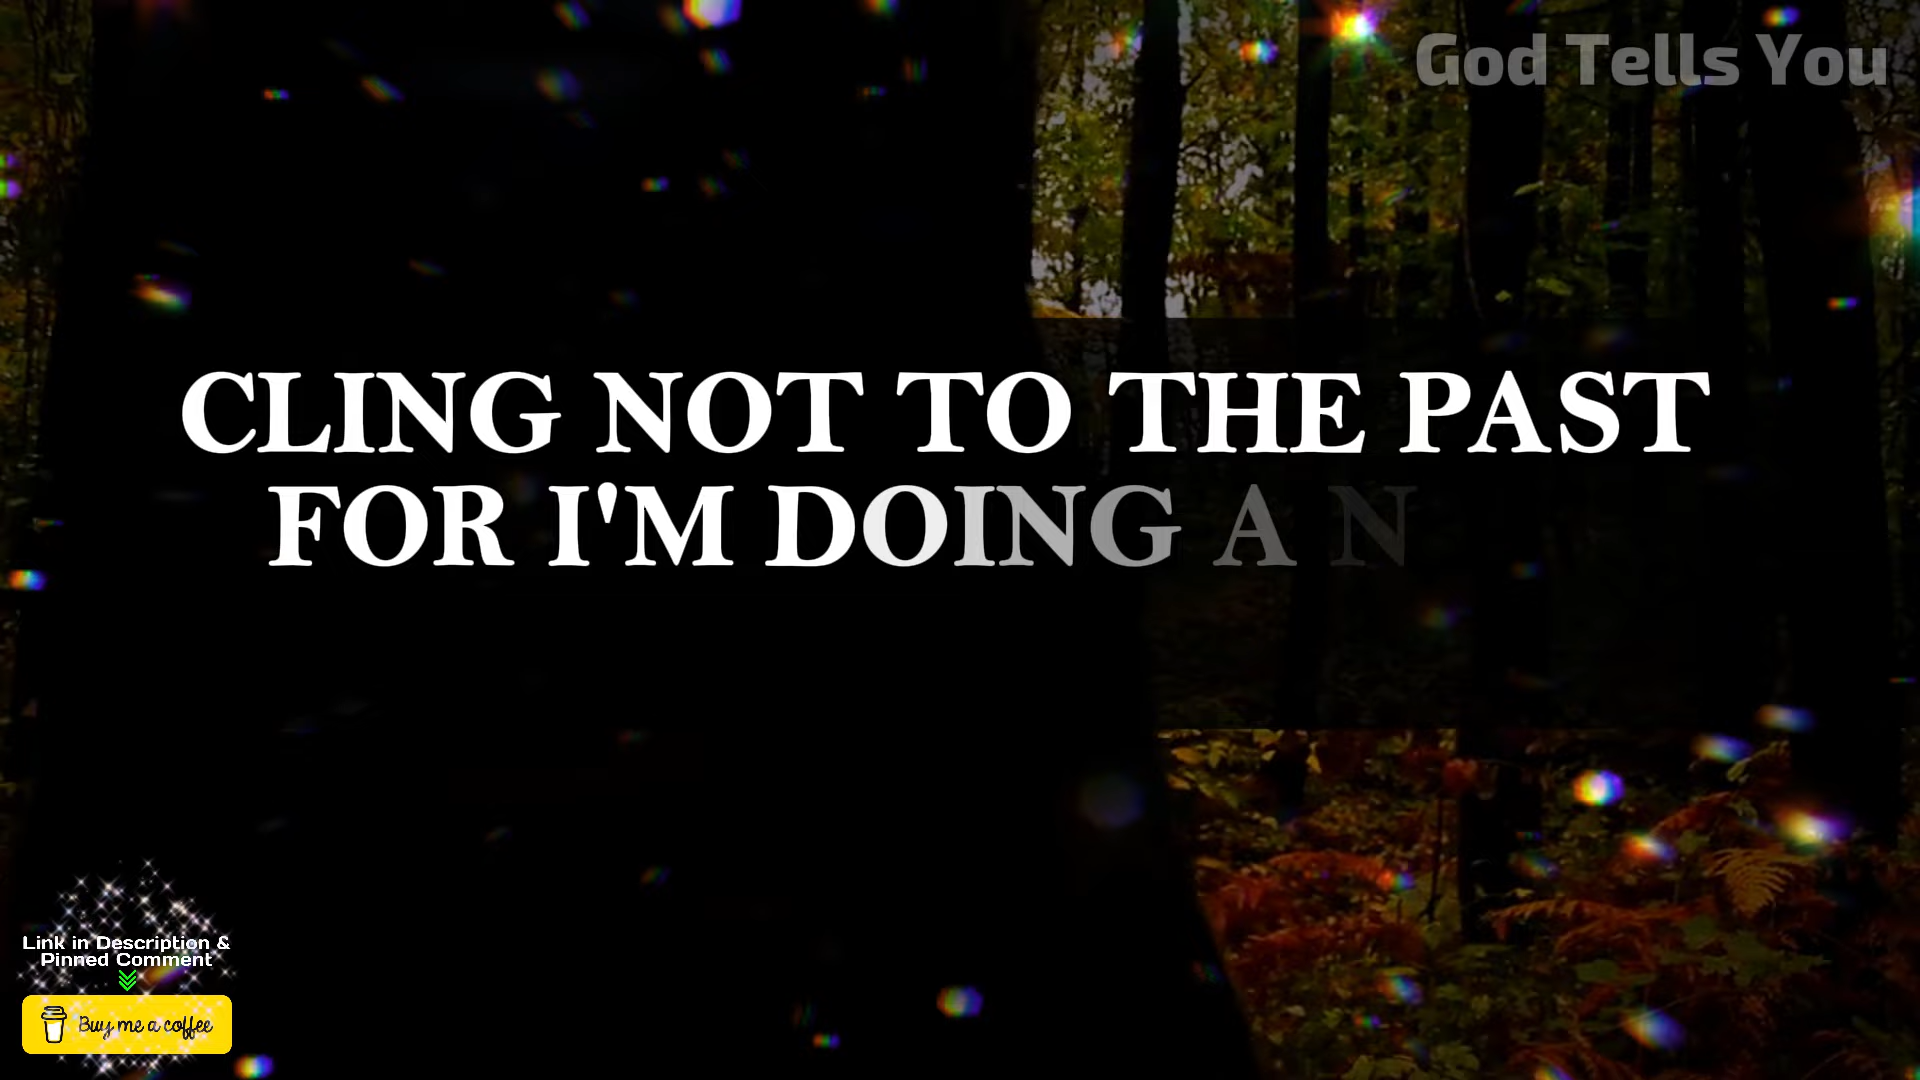 God Tells You
CLING NOT TO THE PAST
FOR I'M DOING A N
Link in Description &
Pinned Comment
Buy me a coffee